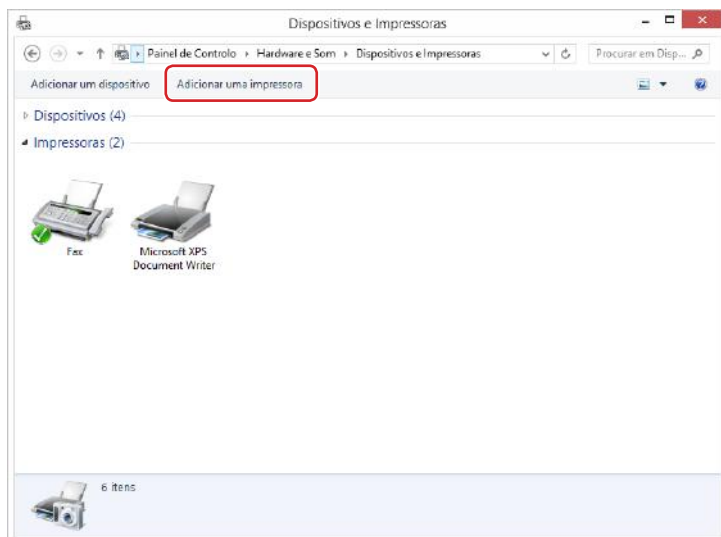 Dispositivos e Impressoras
Painel de Controlo Hardware e Som Dispositivos e Impressoras
Procurar em Disp...
Adicionar um dispositivo Adicionar uma impressora
Dispositivos (4)
Impressoras (2)
Fax
Microsoft XPS
Document Writer
6 itens